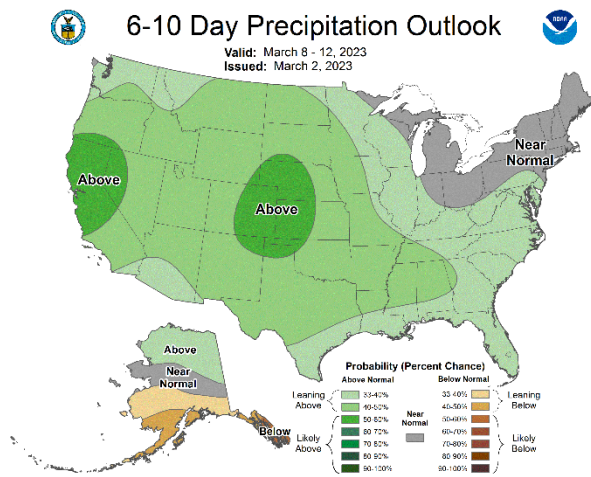 6-10 Day Precipitation Outlook
NOAA
Valid: March 8 - 12, 2023
Issued: March 2, 2023
Above
Above
Near
Normal
Above
Near
Normal
Below
Probability (Percent Chance)
Above Normal
Below Normal
Leaning
Above
33-40%
40-50%
Likely
Above
50-60%
60-70%
70-80%
80-90%
90-100%
Near
Normal
33-40%
40-50%
Leaning
Below
50-60%
60-70%
70-80%
80-90%
90-100%
Likely
Below